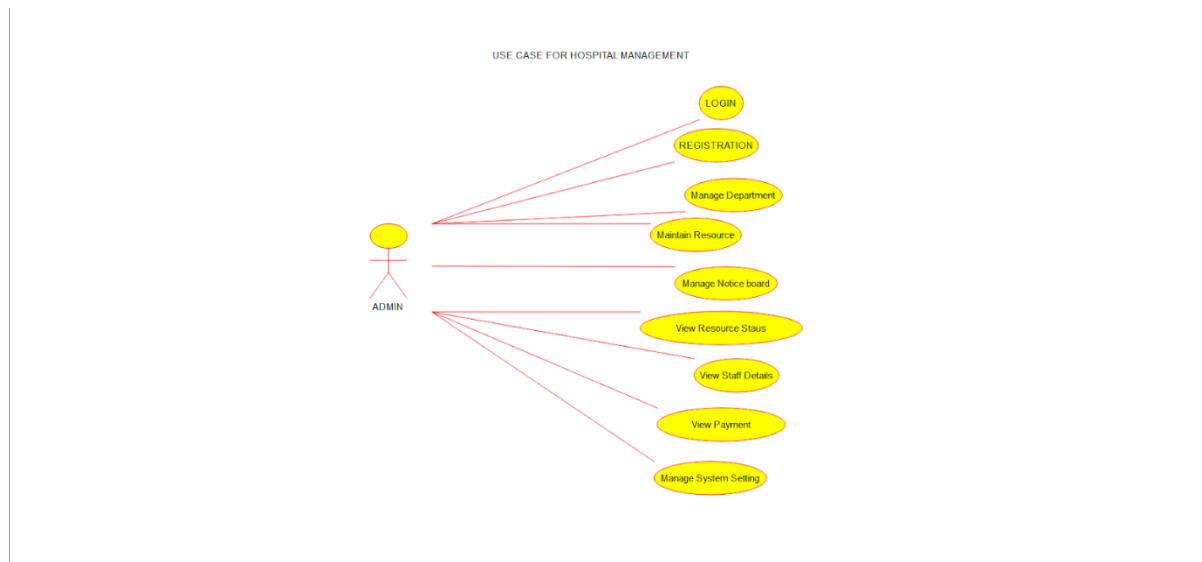 USE CASE FOR HOSPITAL MANAGEMENT
LOGIN
REGISTRATION
Manage Department
Maintain Resource
Manage Notice board
ADMIN
View Resource Staus
View Staff Details
View Payment
Manage System Setting